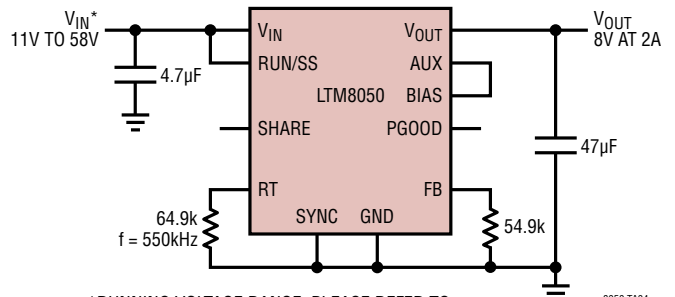 VIN*
11V TO 58V
4.7µF
VIN
RUN/SS
SHARE
RT
LTM8050
VOUT
AUX
BIAS
PGOOD
FB
SYNC GND
64.9k
f = 550kHz
54.9k
47µF
VOUT
8V AT 2A